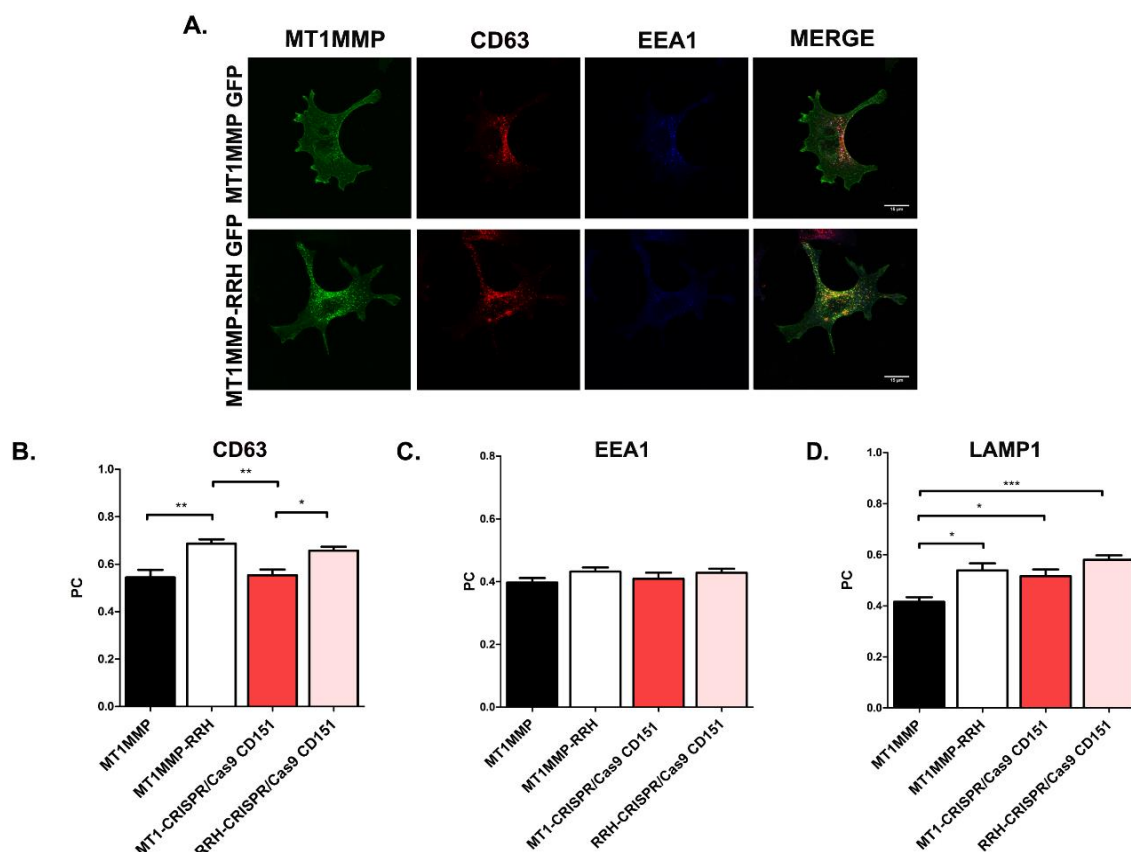 A.
MT1MMP CD63 EEA1 MERGE
MT1MMP GFP
MT1MMP-RRH GFP
15 µm
B.
CD63
1.0
0.8
0.6
0.4
0.2
0.0
PC
**
**
*
MT1MMP
MT1MMP-RRH
MT1-CRISPR/Cas9 CD151
RRH-CRISPR/Cas9 CD151
C.
EEA1
0.8
0.6
0.4
0.2
0.0
PC
MT1MMP
MT1MMP-RRH
MT1-CRISPR/Cas9 CD151
RRH-CRISPR/Cas9 CD151
D.
LAMP1
1.0
0.8
0.6
0.4
0.2
0.0
PC
***
*
*
MT1MMP
MT1MMP-RRH
MT1-CRISPR/Cas9 CD151
RRH-CRISPR/Cas9 CD151